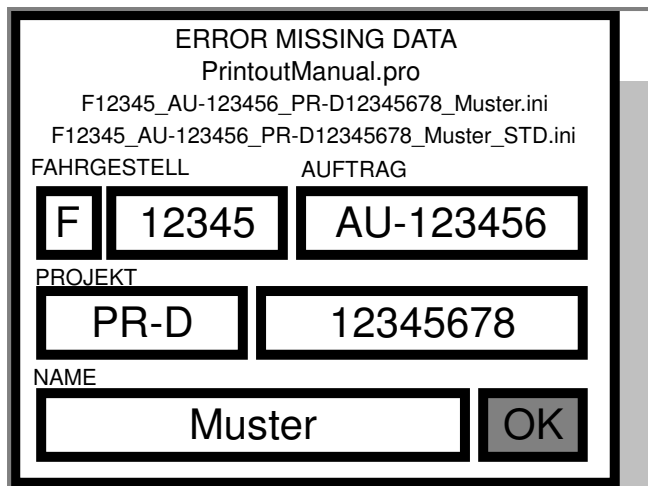 ERROR MISSING DATA
PrintoutManual.pro
F12345_AU-123456_PR-D12345678_Muster.ini
F12345_AU-123456_PR-D12345678_Muster_STD.ini
FAHRGESTELL AUFTRAG
F 12345 AU-123456
PROJEKT
PR-D 12345678
NAME
Muster OK